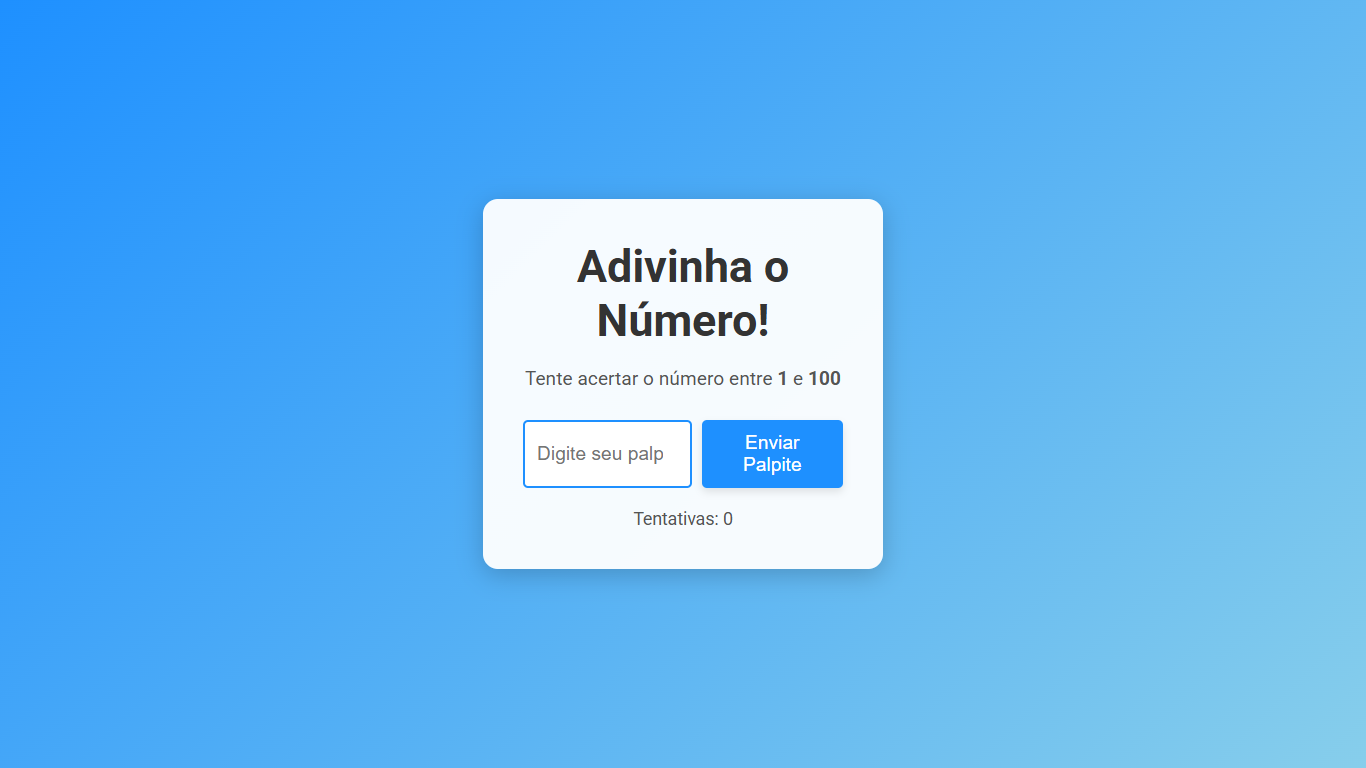 Adivinha o
Número!
Tente acertar o número entre 1 e 100
Digite seu palp
Enviar
Palpite
Tentativas: 0